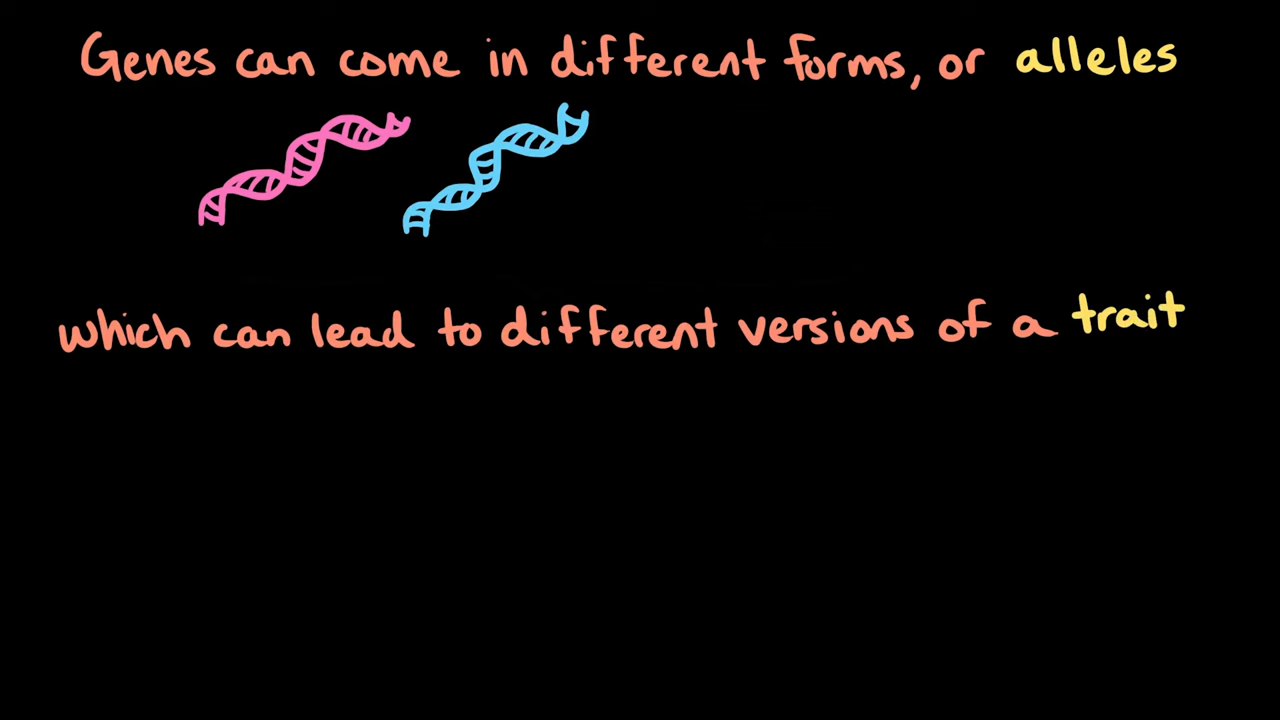 Genes can come in different forms, or alleles
which can lead to different versions of a trait